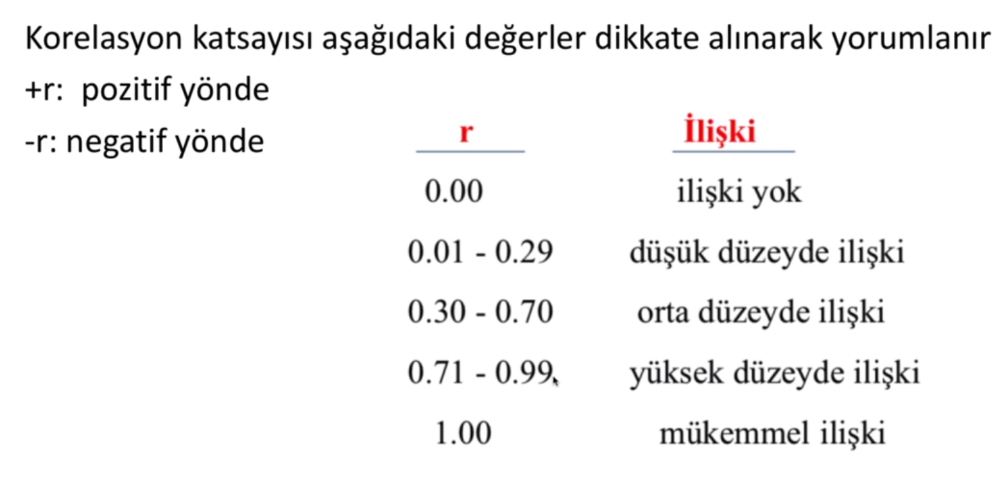 Korelasyon katsayısı aşağıdaki değerler dikkate alınarak yorumlanır
+r: pozitif yönde
-r: negatif yönde
r İlişki
0.00 ilişki yok
0.01 - 0.29 düşük düzeyde ilişki
0.30 - 0.70 orta düzeyde ilişki
0.71 - 0.99 yüksek düzeyde ilişki
1.00 mükemmel ilişki